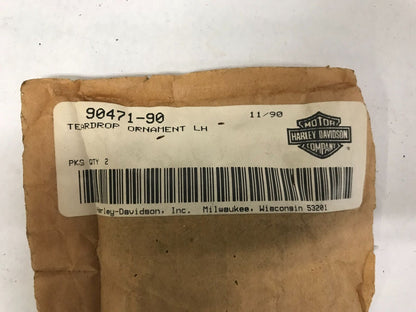 90471-90 11/90
TEARDROP ORNAMENT LH
MOTOR
HARLEY-DAVIDSON
COMPANY
PKG QTY 2
arley-Davidson, Inc. Milwaukee, Wisconsin 53201